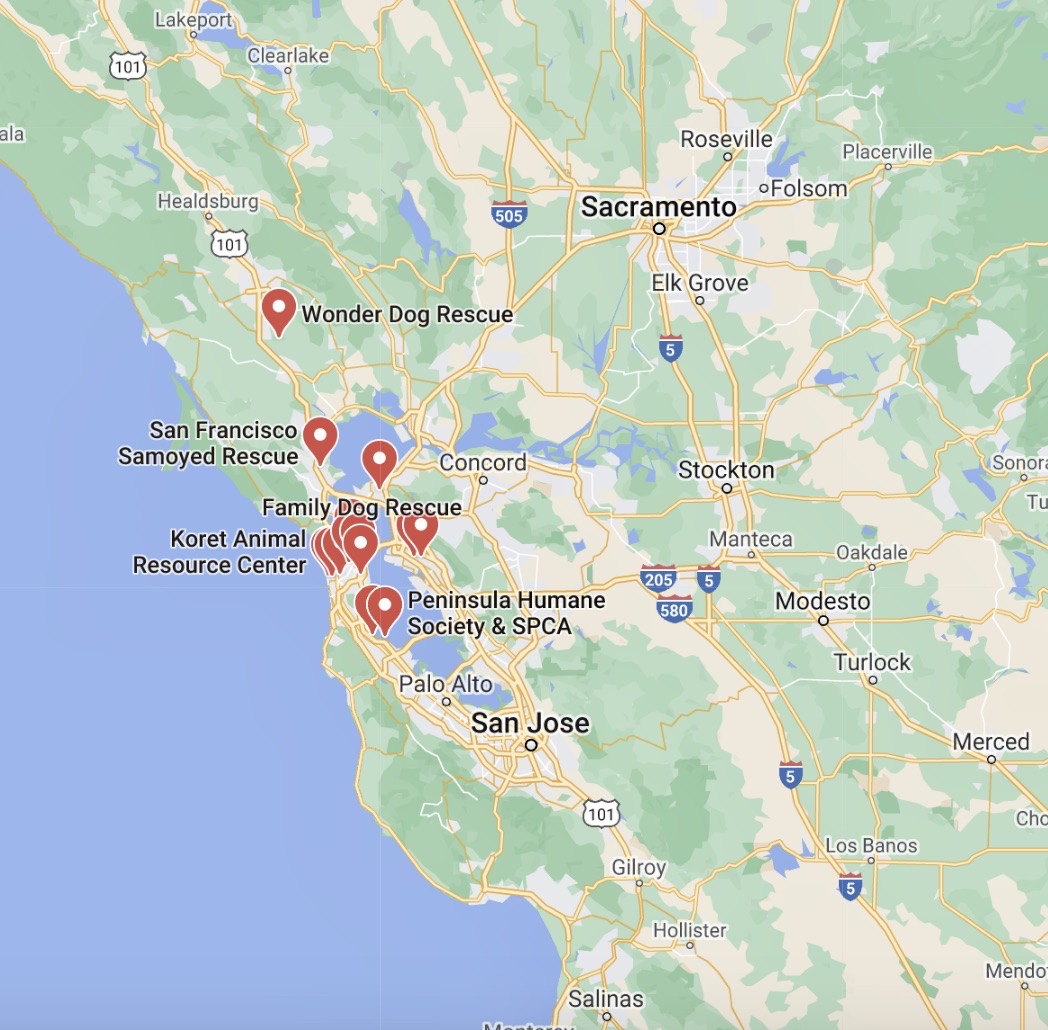 Lakeport
101
Clearlake
ala
Roseville
Placerville
Folsom
Healdsburg
505
Sacramento
101
Elk Grove
Wonder Dog Rescue
5
San Francisco
Samoyed Rescue
Concord
Stockton
Sonora
Tu
Family Dog Rescue
Koret Animal
Resource Center
Manteca
Oakdale
205
5
580
Peninsula Humane
Society & SPCA
Modesto
Turlock
Palo Alto
San Jose
Merced
5
101
Cho
Los Banos
Gilroy
5
Hollister
Mendo
Salinas
Monterey